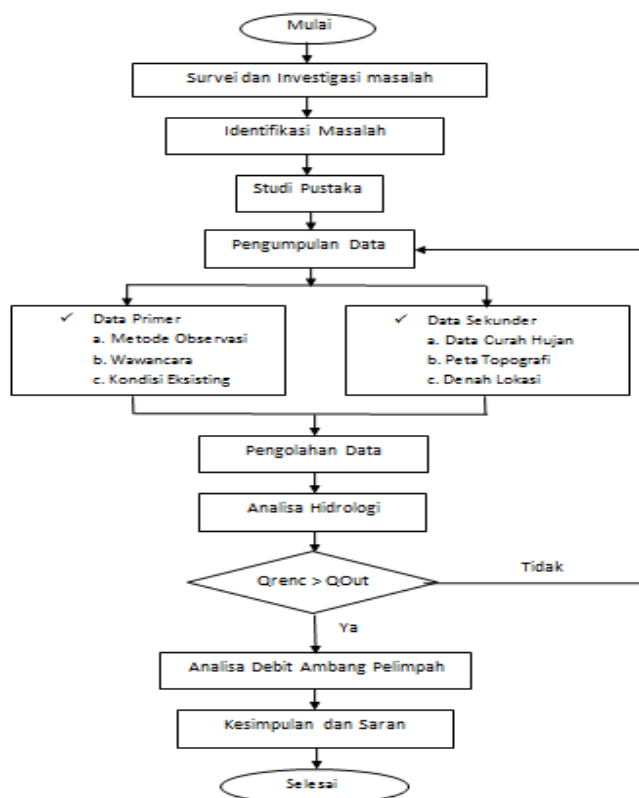 Mulai
Survei dan Investigasi masalah
Identifikasi Masalah
Studi Pustaka
Pengumpulan Data
✓ Data Primer
a. Metode Observasi
b. Wawancara
c. Kondisi Eksisting
✓ Data Sekunder
a. Data Curah Hujan
b. Peta Topografi
c. Denah Lokasi
Pengolahan Data
Analisa Hidrologi
Qrenc > QOut
Tidak
Ya
Analisa Debit Ambang Pelimpah
Kesimpulan dan Saran
Selesai